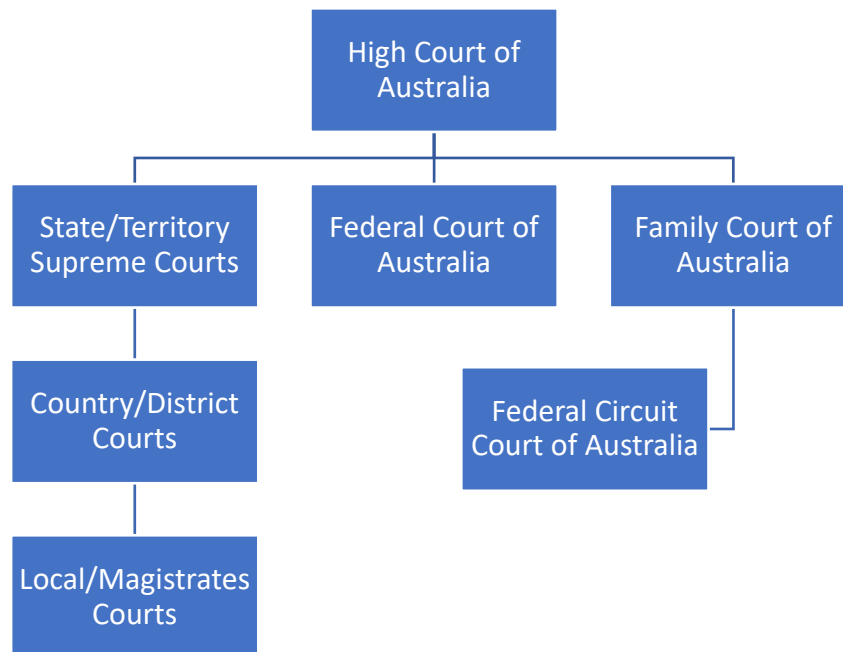 High Court of
Australia
State/Territory
Supreme Courts
Federal Court of
Australia
Family Court of
Australia
Country/District
Courts
Federal Circuit
Court of Australia
Local/Magistrates
Courts